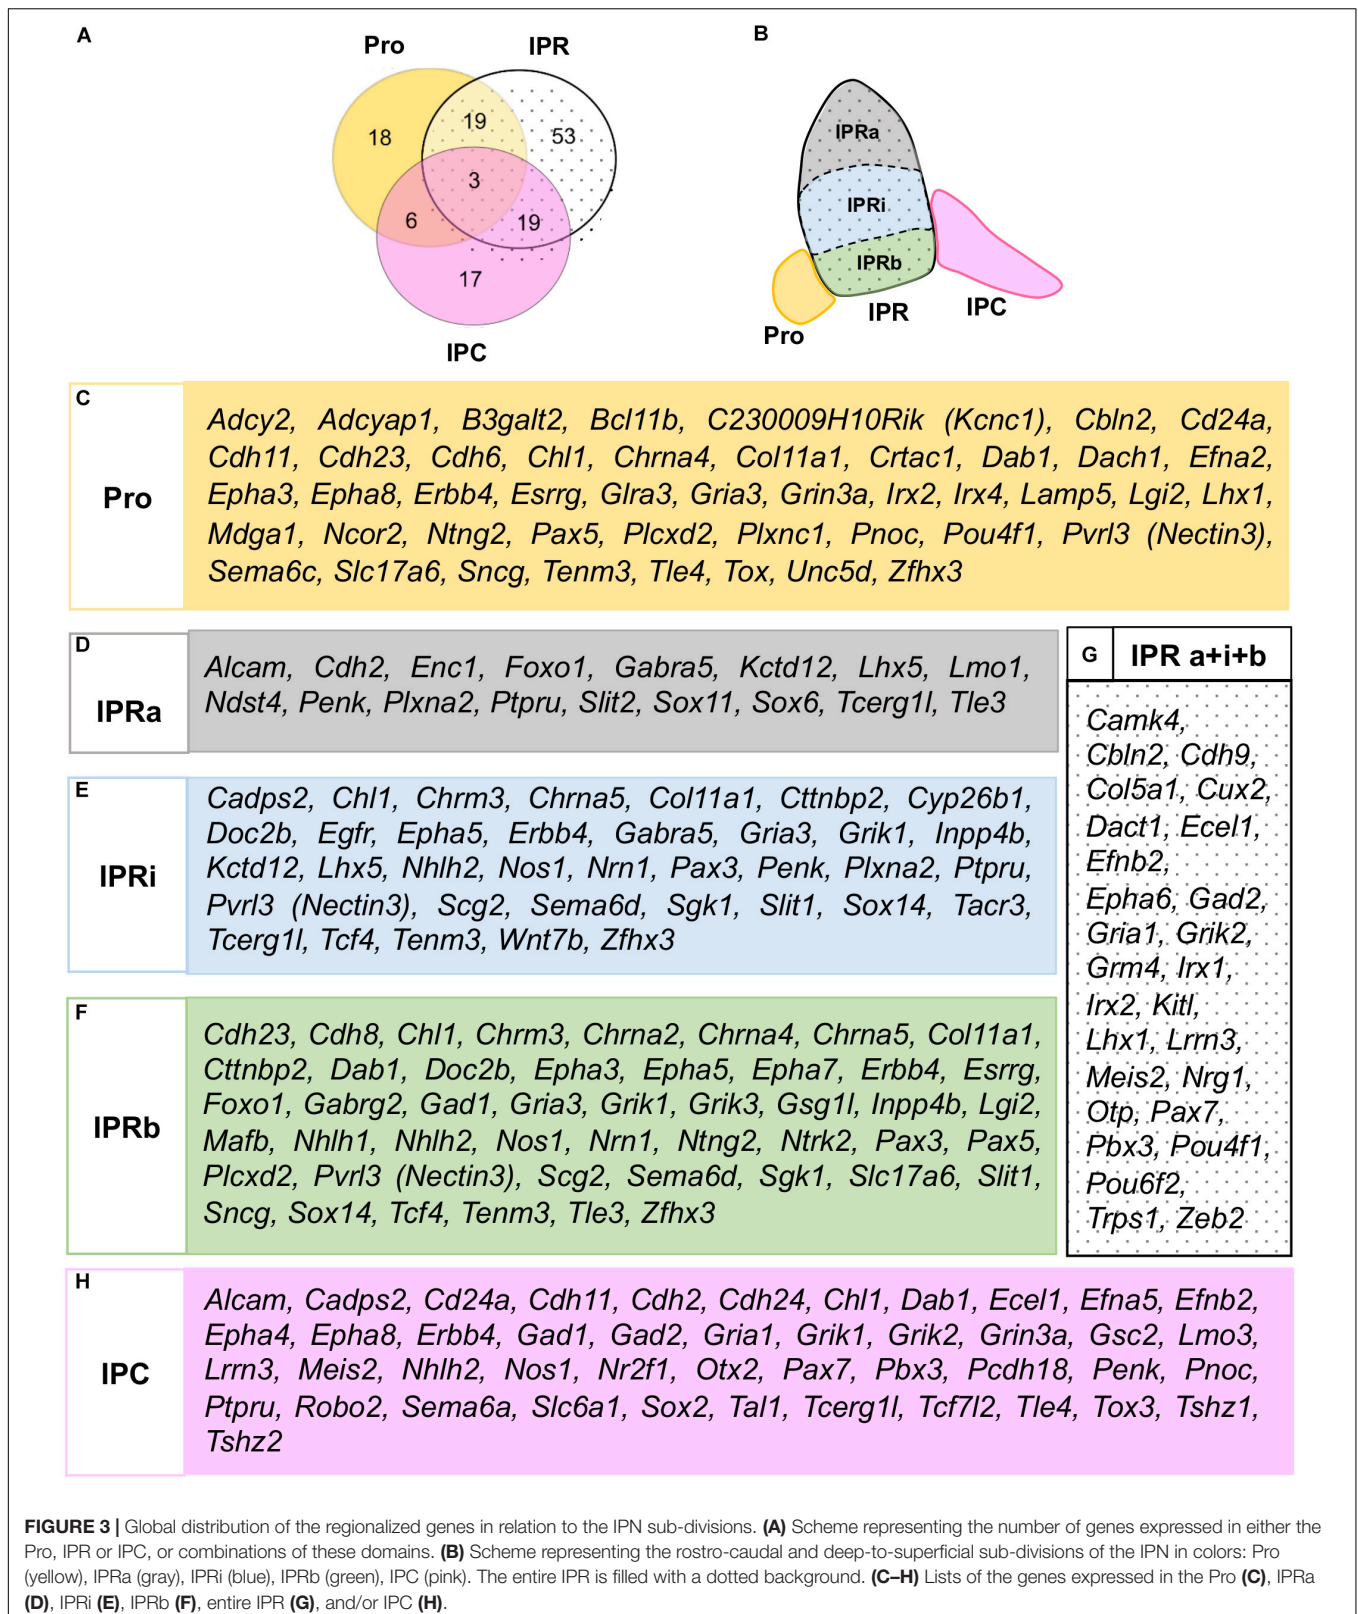 A
B
Pro
IPR
18
19
53
3
6
19
17
IPC
IPRa
IPRi
IPRb
IPR
IPC
Pro
C
Pro
Adcy2, Adcyap1, B3galt2, Bcl11b, C230009H10Rik (Kcnc1), Cbln2, Cd24a,
Cdh11, Cdh23, Cdh6, Chl1, Chrna4, Col11a1, Crtac1, Dab1, Dach1, Efna2,
Epha3, Epha8, Erbb4, Esrrg, Glra3, Gria3, Grin3a, Irx2, Irx4, Lamp5, Lgi2, Lhx1,
Mdga1, Ncor2, Ntng2, Pax5, Plcxd2, Plxnc1, Pnoc, Pou4f1, Pvrl3 (Nectin3),
Sema6c, Slc17a6, Sncg, Tenm3, Tle4, Tox, Unc5d, Zfhx3
D
IPRa
Alcam, Cdh2, Enc1, Foxo1, Gabra5, Kctd12, Lhx5, Lmo1,
Ndst4, Penk, Plxna2, Ptpru, Slit2, Sox11, Sox6, Tcerg1l, Tle3
E
IPRi
Cadps2, Chl1, Chrm3, Chrna5, Col11a1, Cttnbp2, Cyp26b1,
Doc2b, Egfr, Epha5, Erbb4, Gabra5, Gria3, Grik1, Inpp4b,
Kctd12, Lhx5, Nhlh2, Nos1, Nrn1, Pax3, Penk, Plxna2, Ptpru,
Pvrl3 (Nectin3), Scg2, Sema6d, Sgk1, Slit1, Sox14, Tacr3,
Tcerg1l, Tcf4, Tenm3, Wnt7b, Zfhx3
F
IPRb
Cdh23, Cdh8, Chl1, Chrm3, Chrna2, Chrna4, Chrna5, Col11a1,
Cttnbp2, Dab1, Doc2b, Epha3, Epha5, Epha7, Erbb4, Esrrg,
Foxo1, Gabrg2, Gad1, Gria3, Grik1, Grik3, Gsg1l, Inpp4b, Lgi2,
Mafb, Nhlh1, Nhlh2, Nos1, Nrn1, Ntng2, Ntrk2, Pax3, Pax5,
Plcxd2, Pvrl3 (Nectin3), Scg2, Sema6d, Sgk1, Slc17a6, Slit1,
Sncg, Sox14, Tcf4, Tenm3, Tle3, Zfhx3
G
IPR a+i+b
Camk4,
Cbln2, Cdh9,
Col5a1, Cux2,
Dact1, Ecel1,
Efnb2,
Epha6, Gad2,
Gria1, Grik2,
Grm4, Irx1,
Irx2, Kitl,
Lhx1, Lrrn3,
Meis2, Nrg1,
Otp, Pax7,
Pbx3, Pou4f1,
Pou6f2,
Trps1, Zeb2
H
IPC
Alcam, Cadps2, Cd24a, Cdh11, Cdh2, Cdh24, Chl1, Dab1, Ecel1, Efna5, Efnb2,
Epha4, Epha8, Erbb4, Gad1, Gad2, Gria1, Grik1, Grik2, Grin3a, Gsc2, Lmo3,
Lrrn3, Meis2, Nhlh2, Nos1, Nr2f1, Otx2, Pax7, Pbx3, Pcdh18, Penk, Pnoc,
Ptpru, Robo2, Sema6a, Slc6a1, Sox2, Tal1, Tcerg1l, Tcf7l2, Tle4, Tox3, Tshz1,
Tshz2
FIGURE 3 | Global distribution of the regionalized genes in relation to the IPN sub-divisions. (A) Scheme representing the number of genes expressed in either the
Pro, IPR or IPC, or combinations of these domains. (B) Scheme representing the rostro-caudal and deep-to-superficial sub-divisions of the IPN in colors: Pro
(yellow), IPRa (gray), IPRi (blue), IPRb (green), IPC (pink). The entire IPR is filled with a dotted background. (C–H) Lists of the genes expressed in the Pro (C), IPRa
(D), IPRi (E), IPRb (F), entire IPR (G), and/or IPC (H).